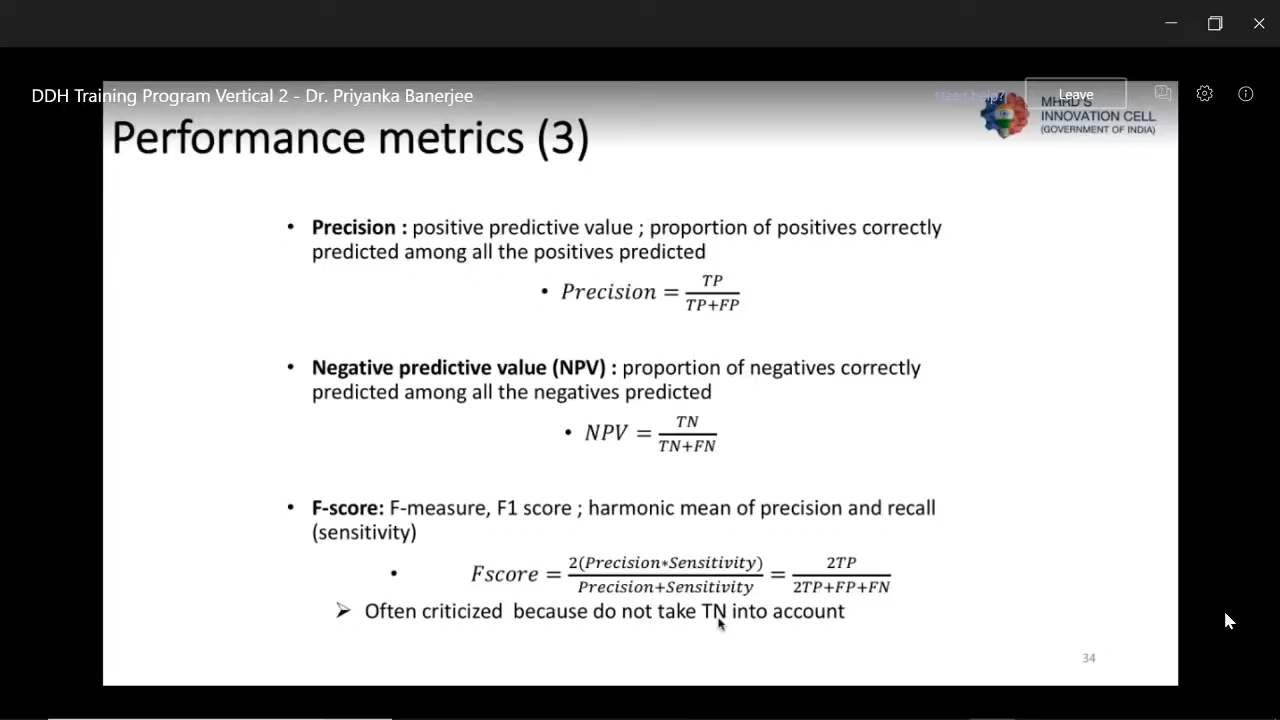 DDH Training Program Vertical 2 - Dr. Priyanka Banerjee
Need help?
Leave
MHRD'S
INNOVATION CELL
(GOVERNMENT OF INDIA)
Performance metrics (3)
• Precision : positive predictive value ; proportion of positives correctly
predicted among all the positives predicted
• Precision = TP / TP+FP
• Negative predictive value (NPV) : proportion of negatives correctly
predicted among all the negatives predicted
• NPV = TN / TN+FN
• F-score: F-measure, F1 score ; harmonic mean of precision and recall
(sensitivity)
• Fscore = 2(Precision*Sensitivity) / Precision+Sensitivity = 2TP / 2TP+FP+FN
➢ Often criticized because do not take TN into account
34